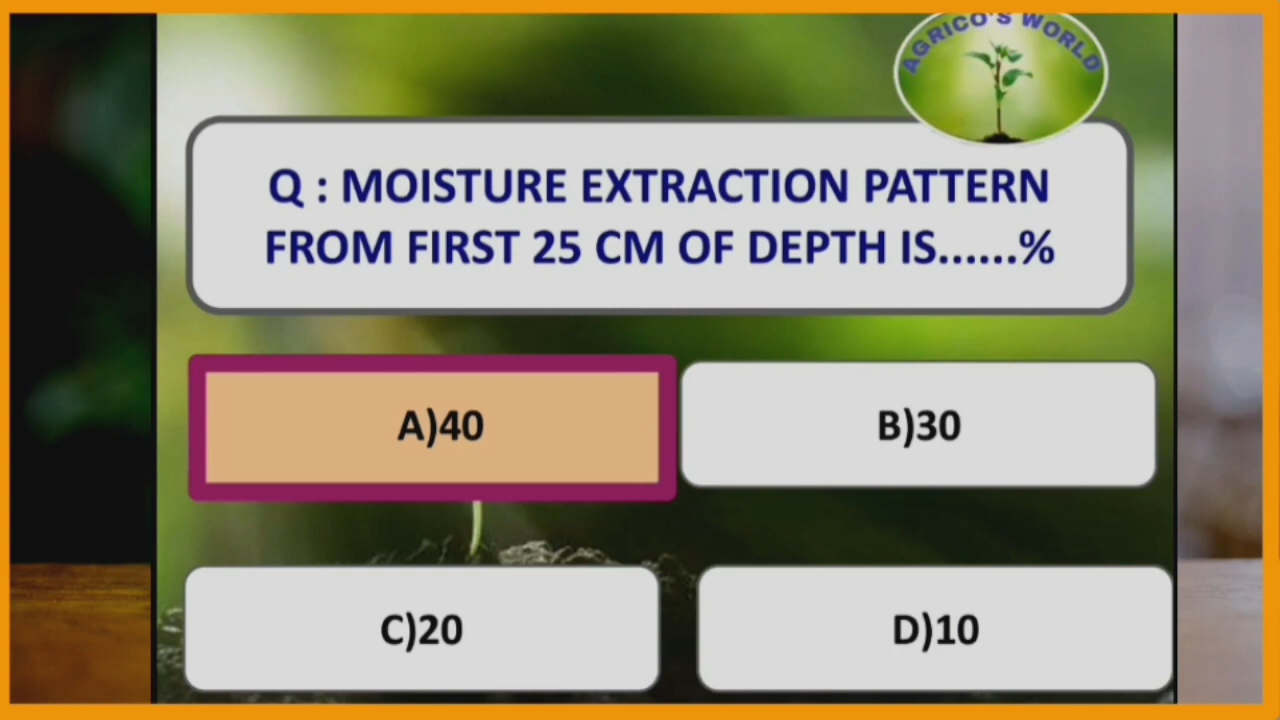 AGRICO'S WORLD
Q : MOISTURE EXTRACTION PATTERN
FROM FIRST 25 CM OF DEPTH IS......%
A)40
B)30
C)20
D)10